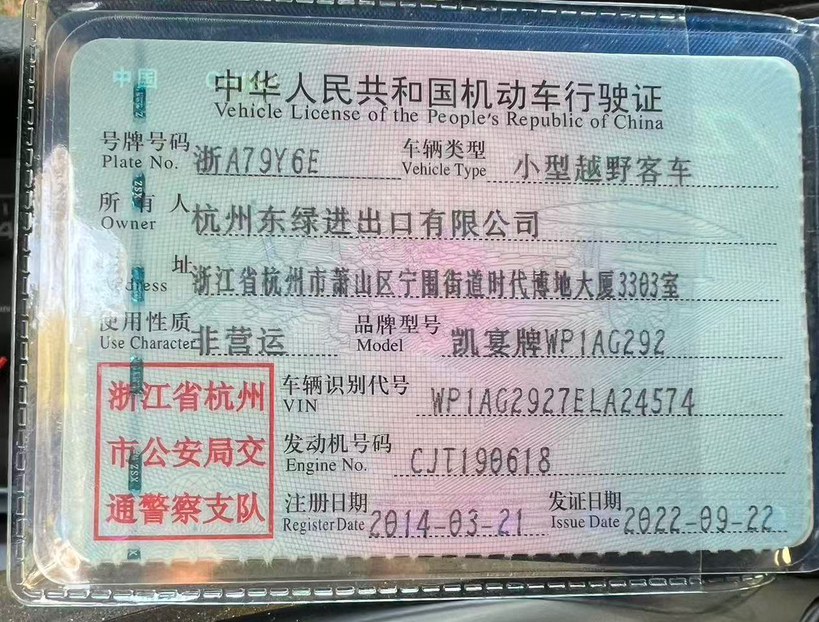 中国
中华人民共和国机动车行驶证
Vehicle License of the People's Republic of China
号牌号码 浙A79Y6E 车辆类型 小型越野客车
Plate No. Vehicle Type
所有人 杭州东绿进出口有限公司
Owner
址 浙江省杭州市萧山区宁围街道时代博地大厦3303室
使用性质 非营运 品牌型号 凯宴牌WP1AG292
Use Character Model
浙江省杭州
市公安局交
通警察支队
车辆识别代号 WP1AG2927ELA24574
VIN
发动机号码 CJT190618
Engine No.
注册日期 2014-03-21 发证日期 2022-09-22
Register Date Issue Date